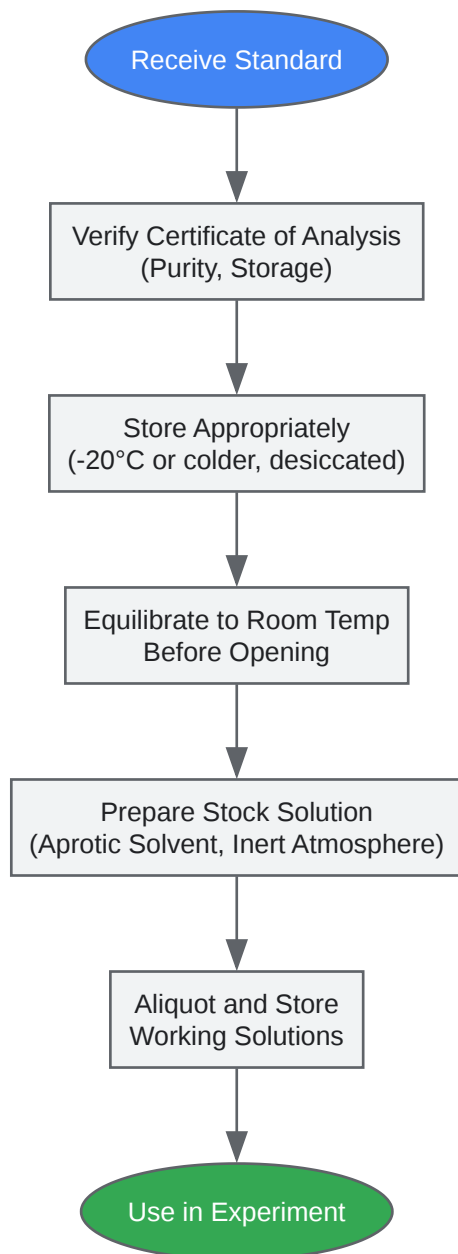 Receive Standard
Verify Certificate of Analysis
(Purity, Storage)
Store Appropriately
(-20°C or colder, desiccated)
Equilibrate to Room Temp
Before Opening
Prepare Stock Solution
(Aprotic Solvent, Inert Atmosphere)
Aliquot and Store
Working Solutions
Use in Experiment